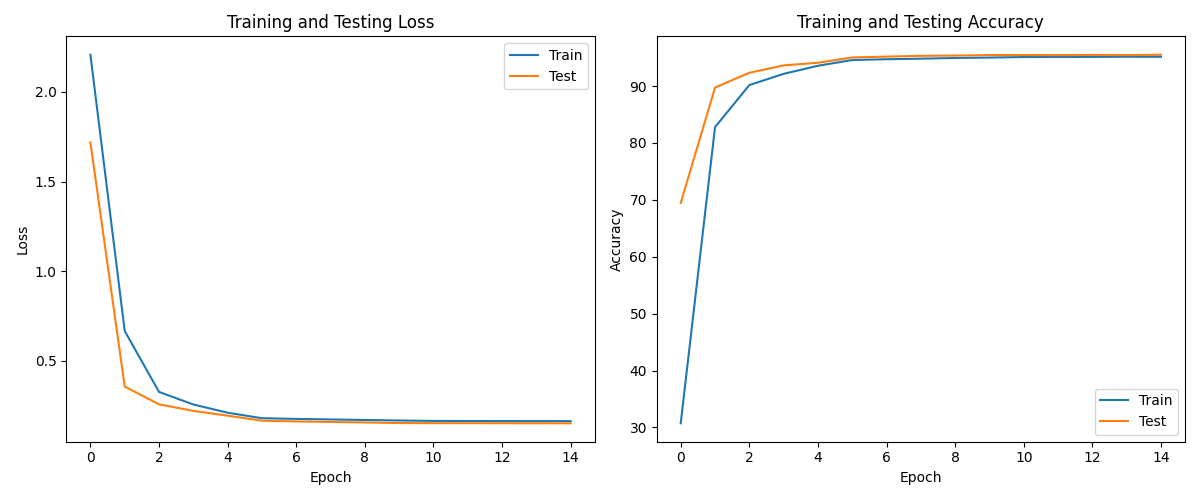 Training and Testing Loss
Train
Test
2.0
1.5
1.0
0.5
Loss
0 2 4 6 8 10 12 14
Epoch
Training and Testing Accuracy
90
80
70
60
50
40
30
Accuracy
Train
Test
0 2 4 6 8 10 12 14
Epoch